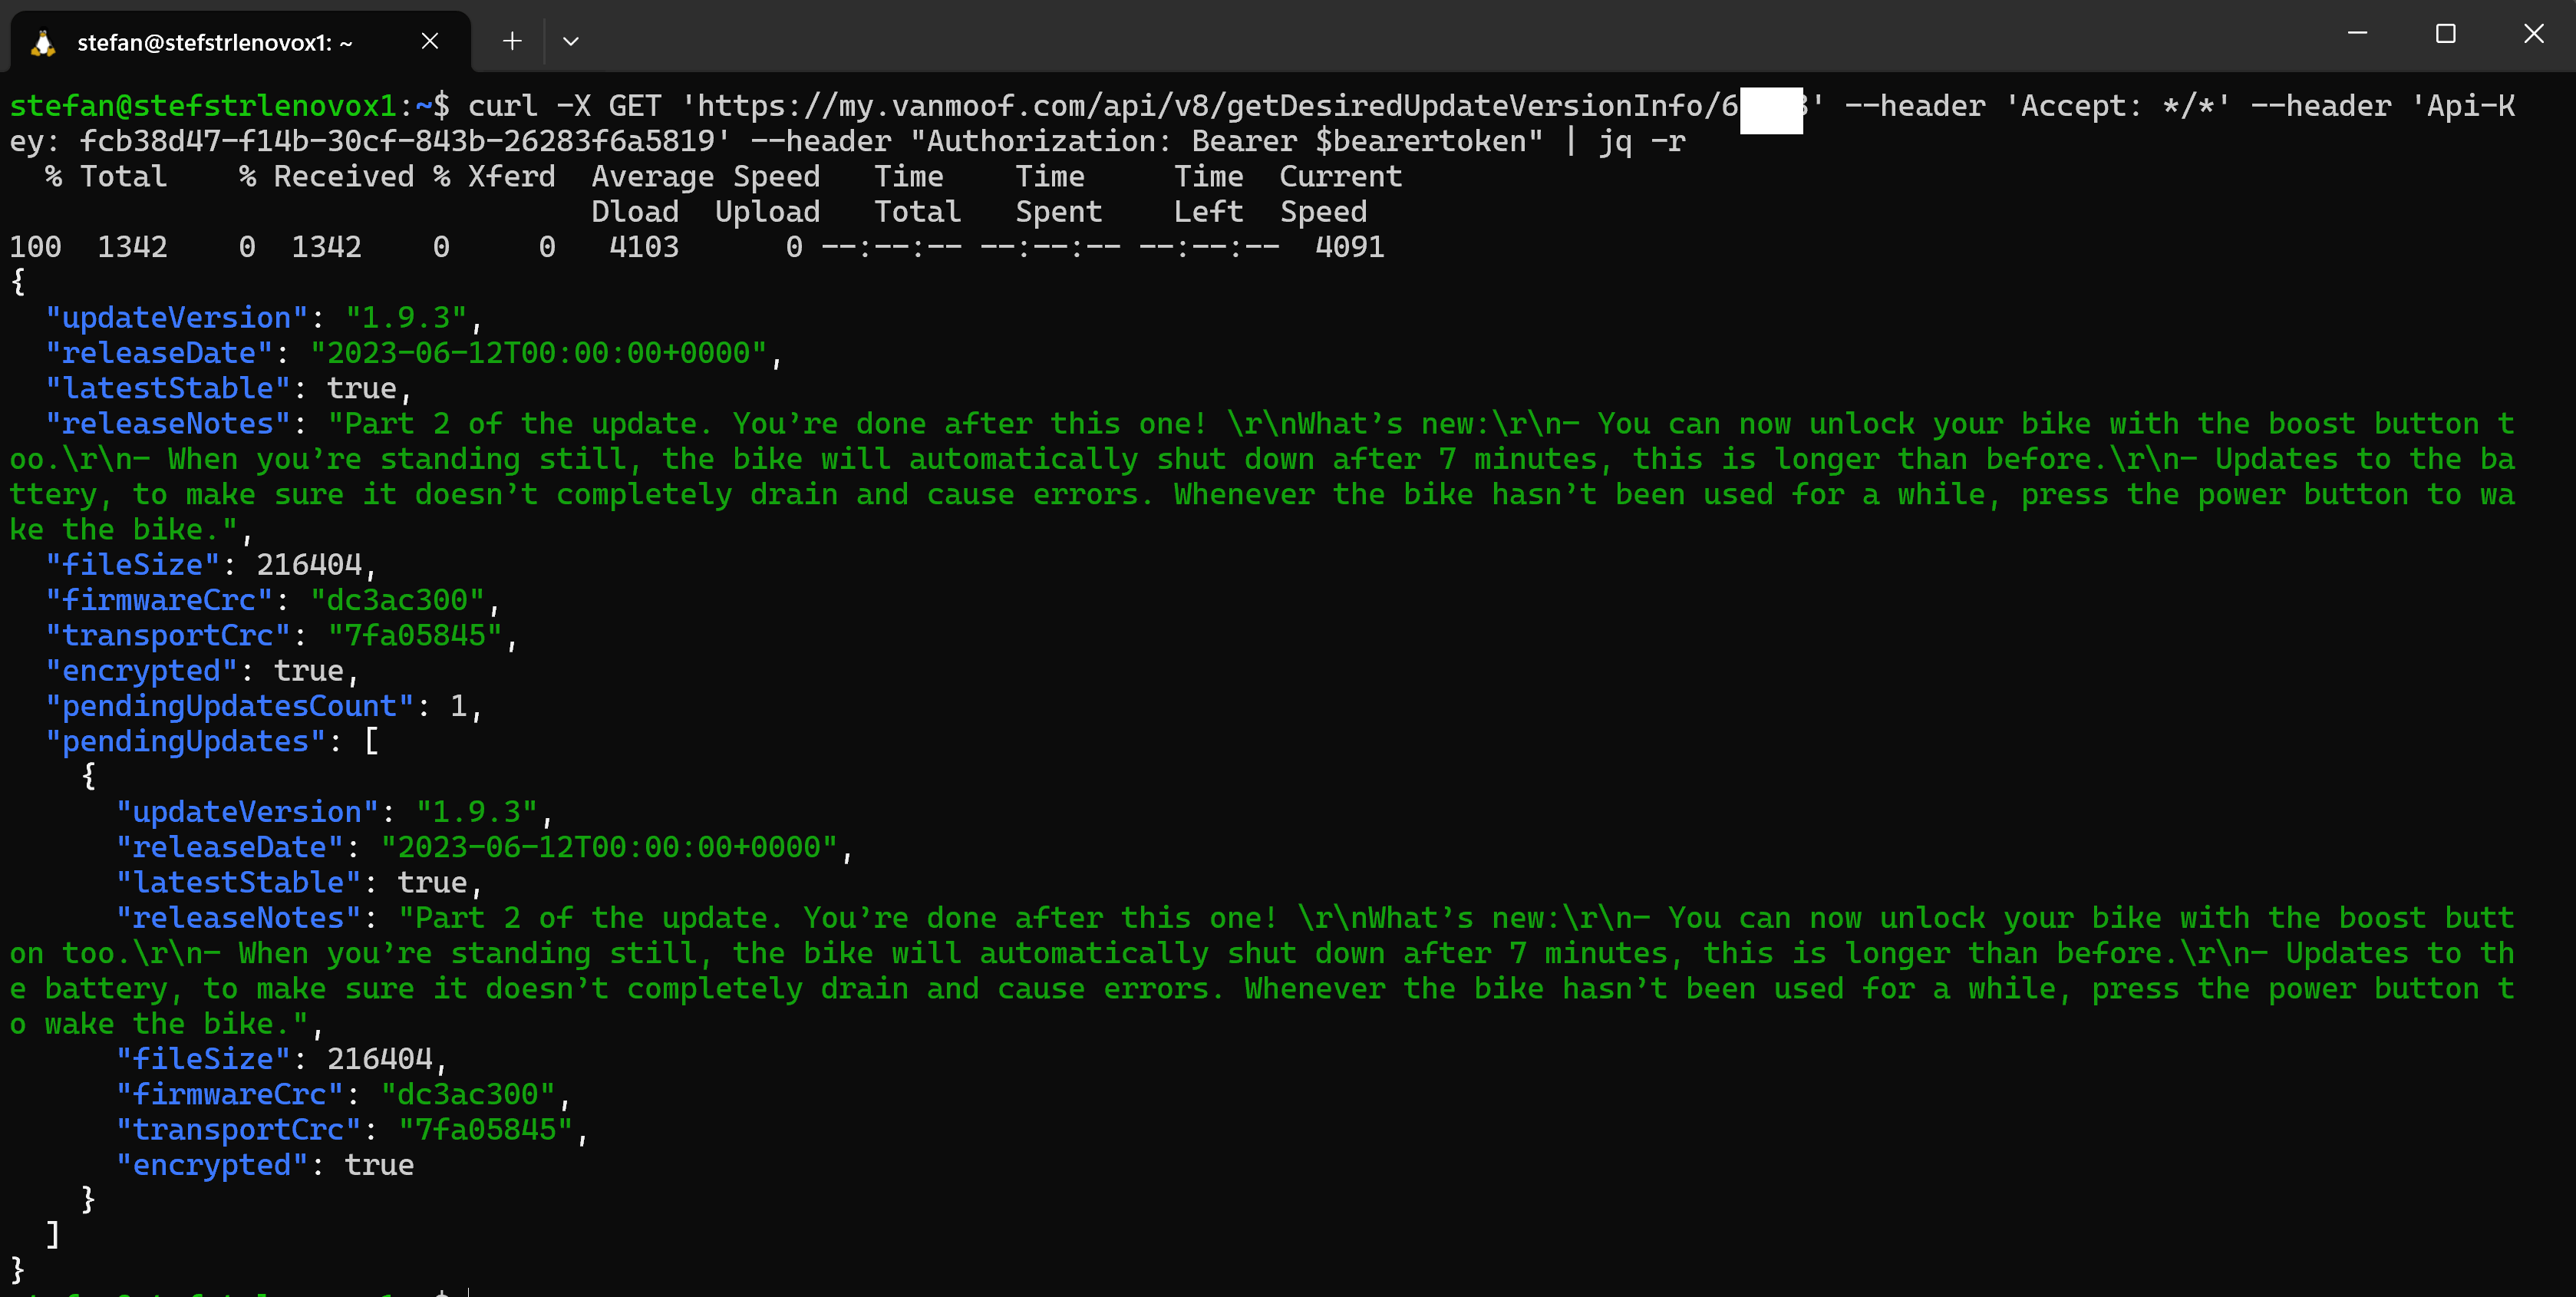 stefan@stefstrlenovox1: ~
stefan@stefstrlenovox1:~$ curl -X GET 'https://my.vanmoof.com/api/v8/getDesiredUpdateVersionInfo/6 3' --header 'Accept: */*' --header 'Api-K
ey: fcb38d47-f14b-30cf-843b-26283f6a5819' --header "Authorization: Bearer $bearertoken" | jq -r
  % Total    % Received % Xferd  Average Speed   Time    Time     Time  Current
                                 Dload  Upload   Total   Spent    Left  Speed
100  1342    0  1342    0     0   4103      0 --:--:-- --:--:-- --:--:--  4091
{
  "updateVersion": "1.9.3",
  "releaseDate": "2023-06-12T00:00:00+0000",
  "latestStable": true,
  "releaseNotes": "Part 2 of the update. You’re done after this one! \r\nWhat’s new:\r\n- You can now unlock your bike with the boost button t
oo.\r\n- When you’re standing still, the bike will automatically shut down after 7 minutes, this is longer than before.\r\n- Updates to the ba
ttery, to make sure it doesn’t completely drain and cause errors. Whenever the bike hasn’t been used for a while, press the power button to wa
ke the bike.",
  "fileSize": 216404,
  "firmwareCrc": "dc3ac300",
  "transportCrc": "7fa05845",
  "encrypted": true,
  "pendingUpdatesCount": 1,
  "pendingUpdates": [
    {
      "updateVersion": "1.9.3",
      "releaseDate": "2023-06-12T00:00:00+0000",
      "latestStable": true,
      "releaseNotes": "Part 2 of the update. You’re done after this one! \r\nWhat’s new:\r\n- You can now unlock your bike with the boost butt
on too.\r\n- When you’re standing still, the bike will automatically shut down after 7 minutes, this is longer than before.\r\n- Updates to th
e battery, to make sure it doesn’t completely drain and cause errors. Whenever the bike hasn’t been used for a while, press the power button t
o wake the bike.",
      "fileSize": 216404,
      "firmwareCrc": "dc3ac300",
      "transportCrc": "7fa05845",
      "encrypted": true
    }
  ]
}